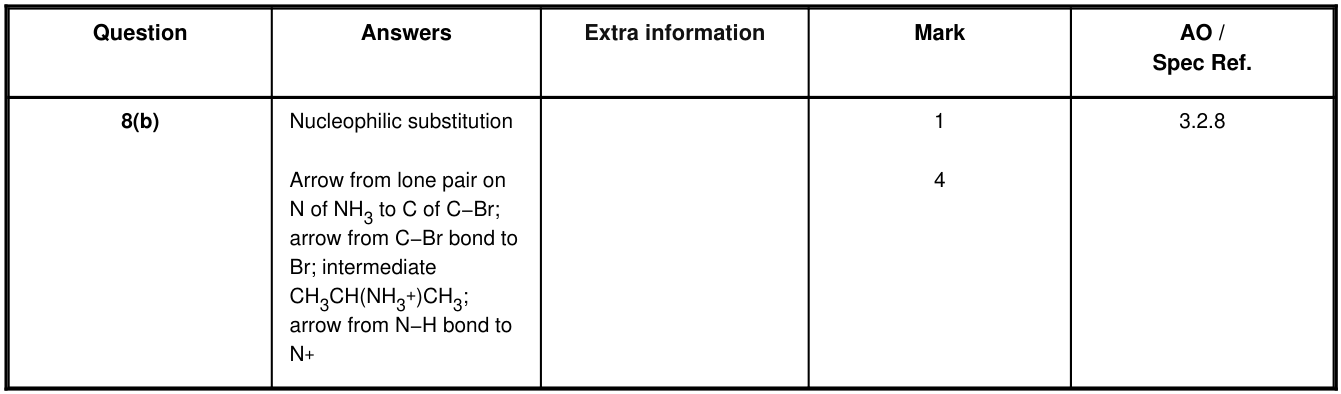 Question Answers Extra information Mark AO /
Spec Ref.
8(b) Nucleophilic substitution 1 3.2.8
Arrow from lone pair on 4
N of NH₃ to C of C–Br;
arrow from C–Br bond to
Br; intermediate
CH₃CH(NH₃+)CH₃;
arrow from N–H bond to
N+